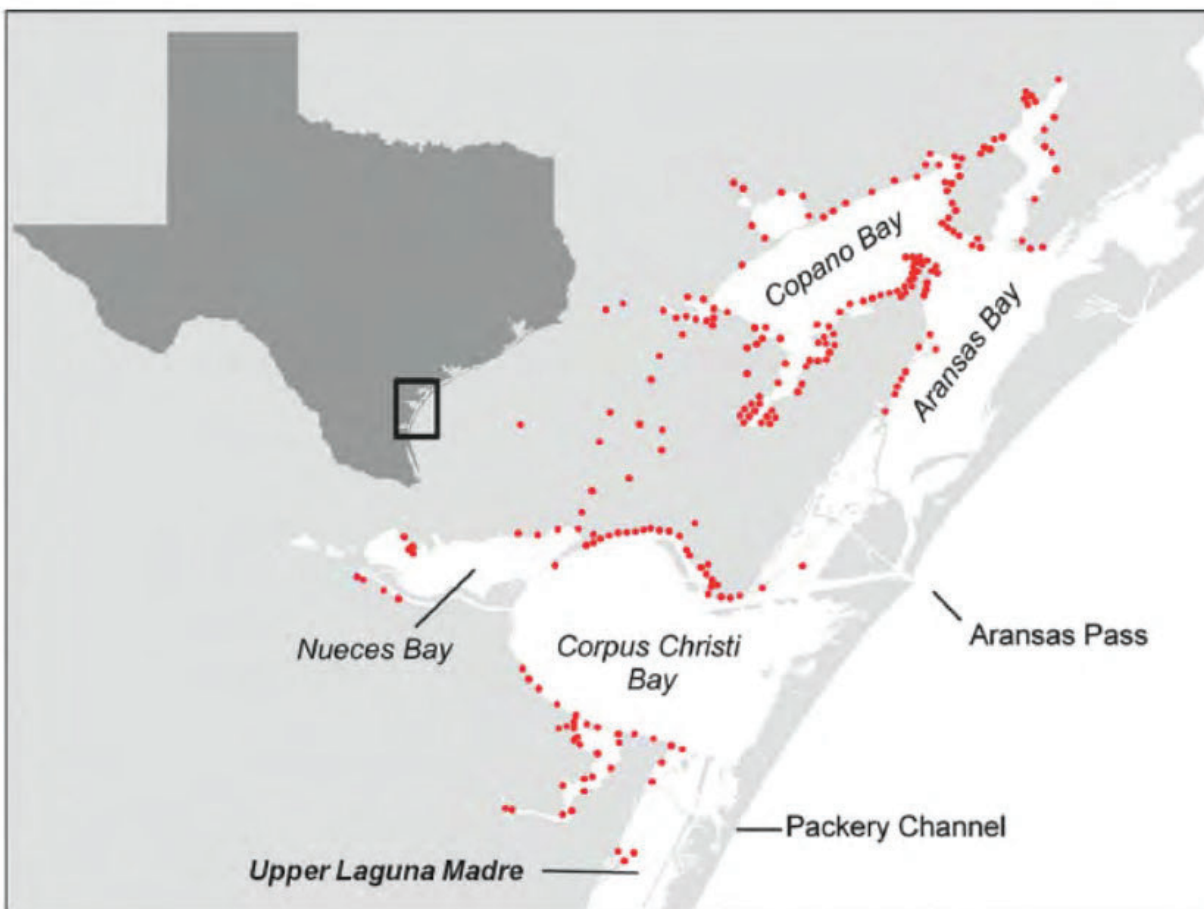 Copano Bay
Aransas Bay
Nueces Bay
Corpus Christi
Bay
Aransas Pass
Packery Channel
Upper Laguna Madre